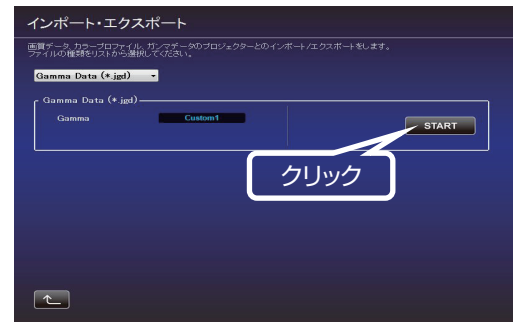 インポート・エクスポート
画質データ, カラープロファイル, ガンマデータのプロジェクターとのインポート/エクスポートをします。
ファイルの種類をリストから選択してください。
Gamma Data (*.jgd)
Gamma Data (*.jgd)
Gamma Custom1
START
クリック